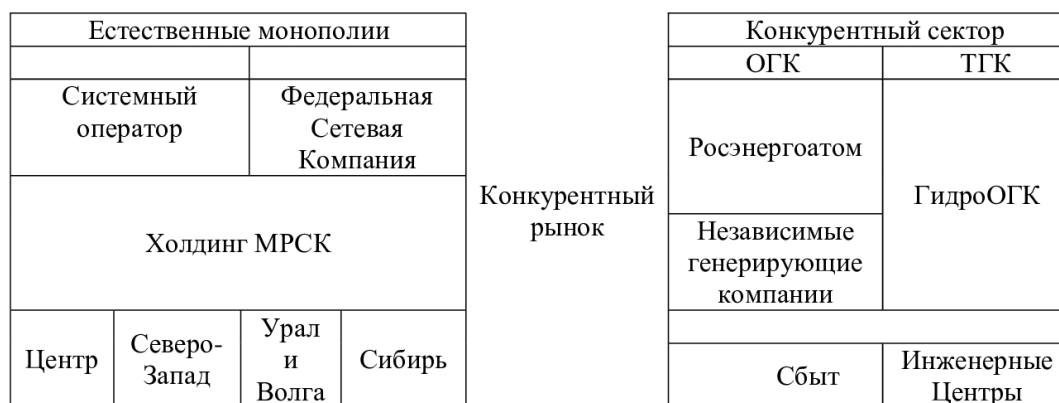 Естественные монополии
Системный
оператор
Федеральная
Сетевая
Компания
Холдинг МРСК
Центр
Северо-
Запад
Урал
и
Волга
Сибирь
Конкурентный
рынок
Конкурентный сектор
ОГК
ТГК
Росэнергоатом
ГидроОГК
Независимые
генерирующие
компании
Сбыт
Инженерные
Центры